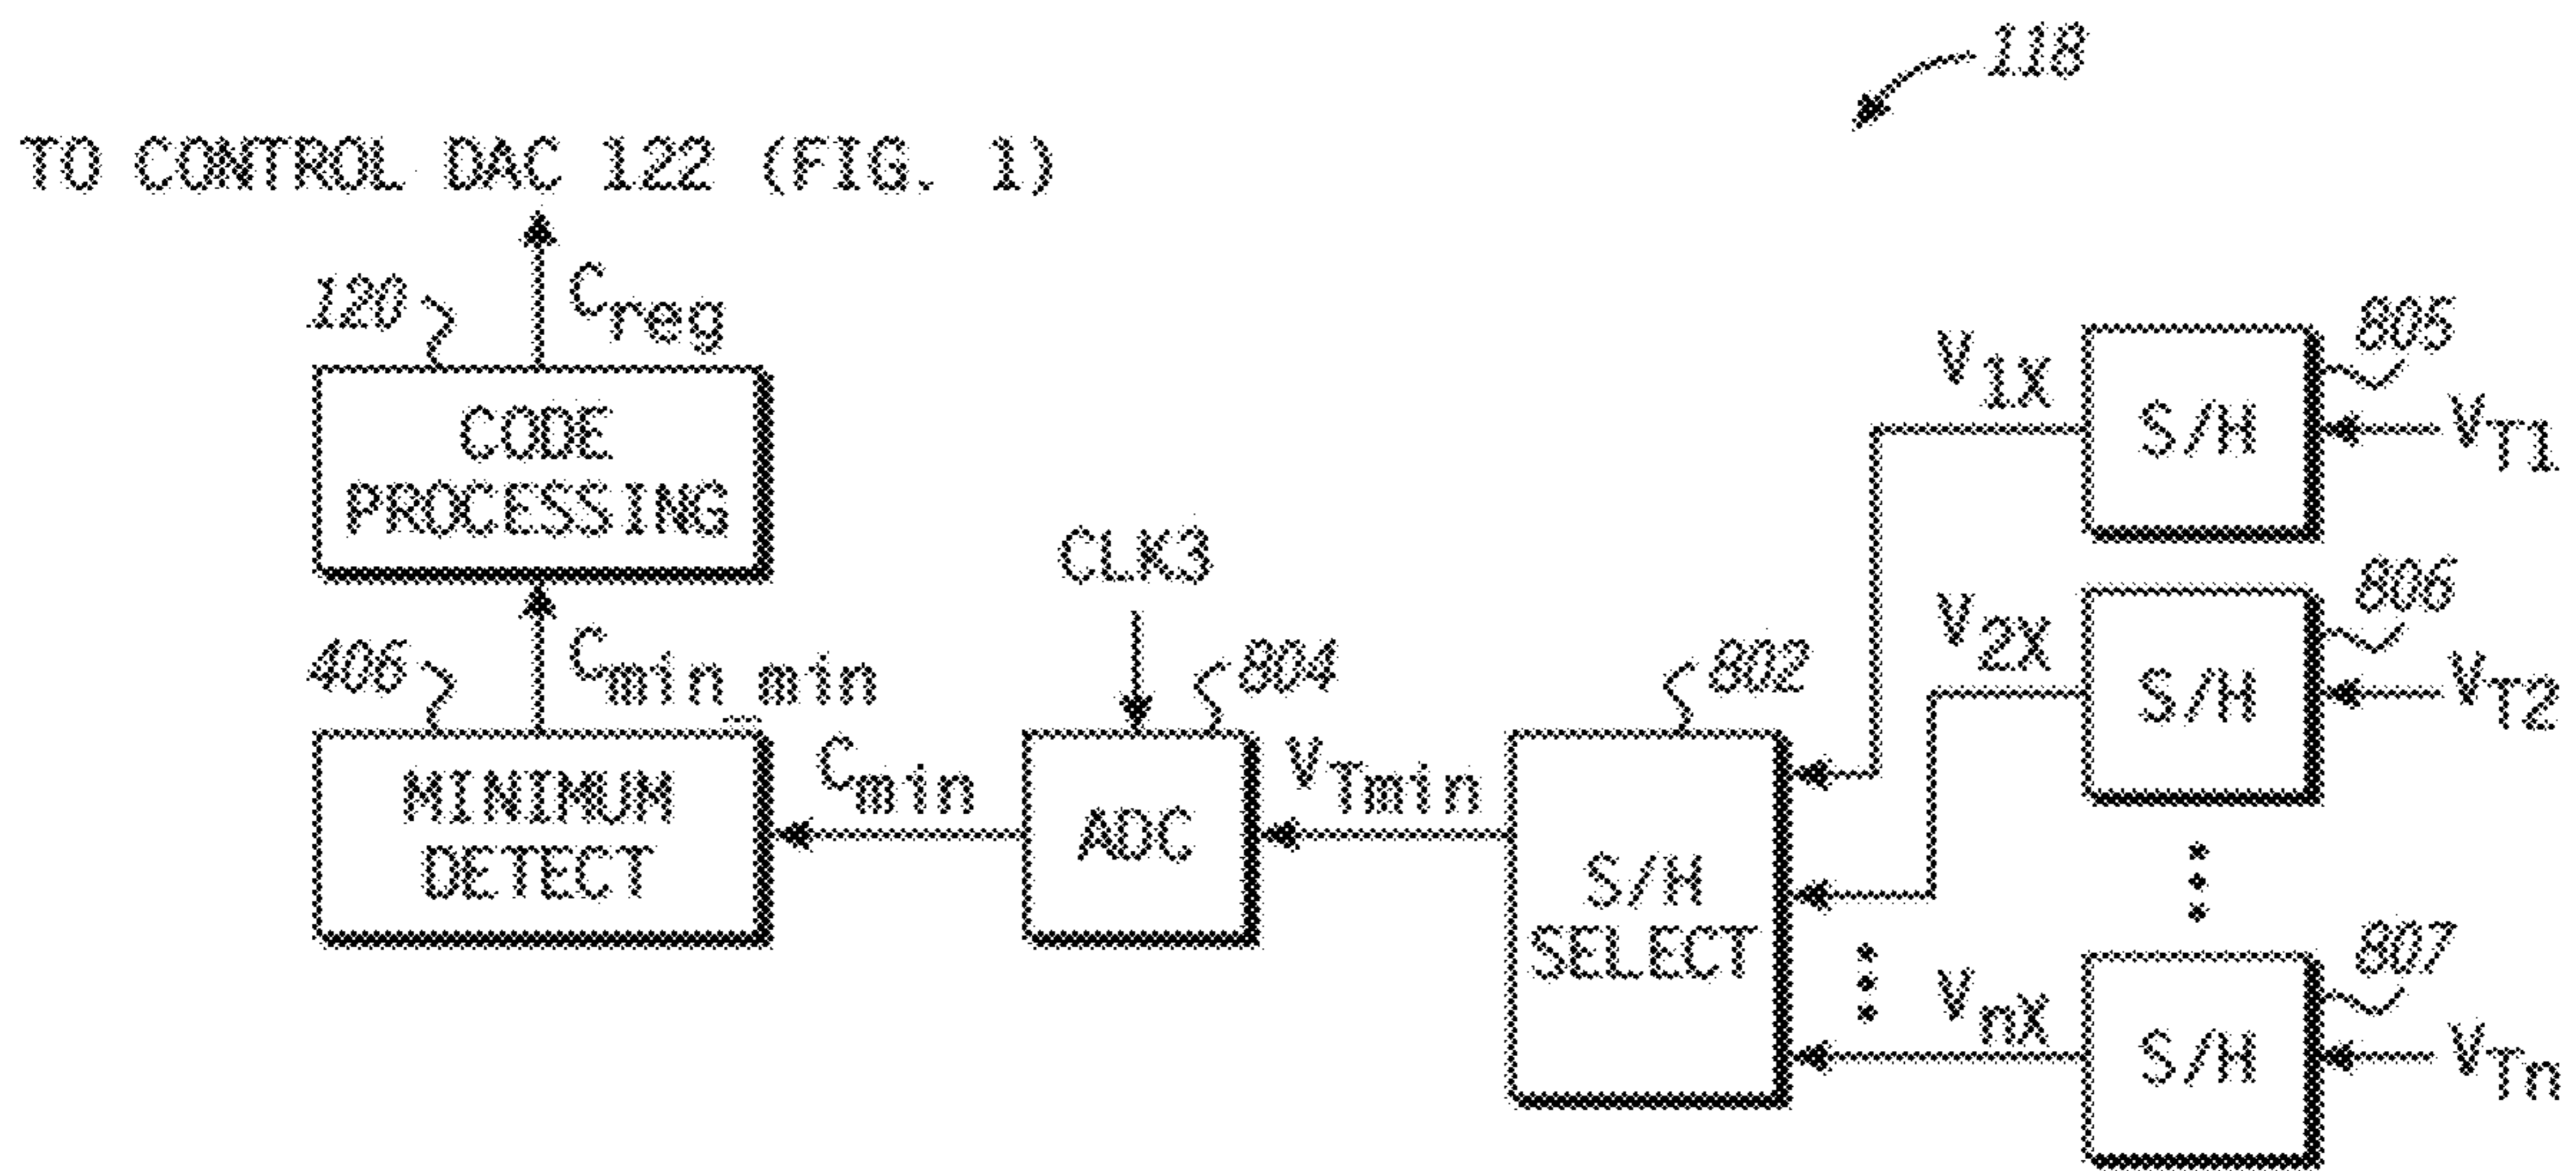 118
TO CONTROL DAC 122 (FIG. 1)
120
Creg
CODE
PROCESSING
406
Cmin_min
MINIMUM
DETECT
Cmin
CLK3
804
ADC
VTmin
802
S/H
SELECT
V1X
805
S/H
VT1
V2X
806
S/H
VT2
VnX
807
S/H
VTn